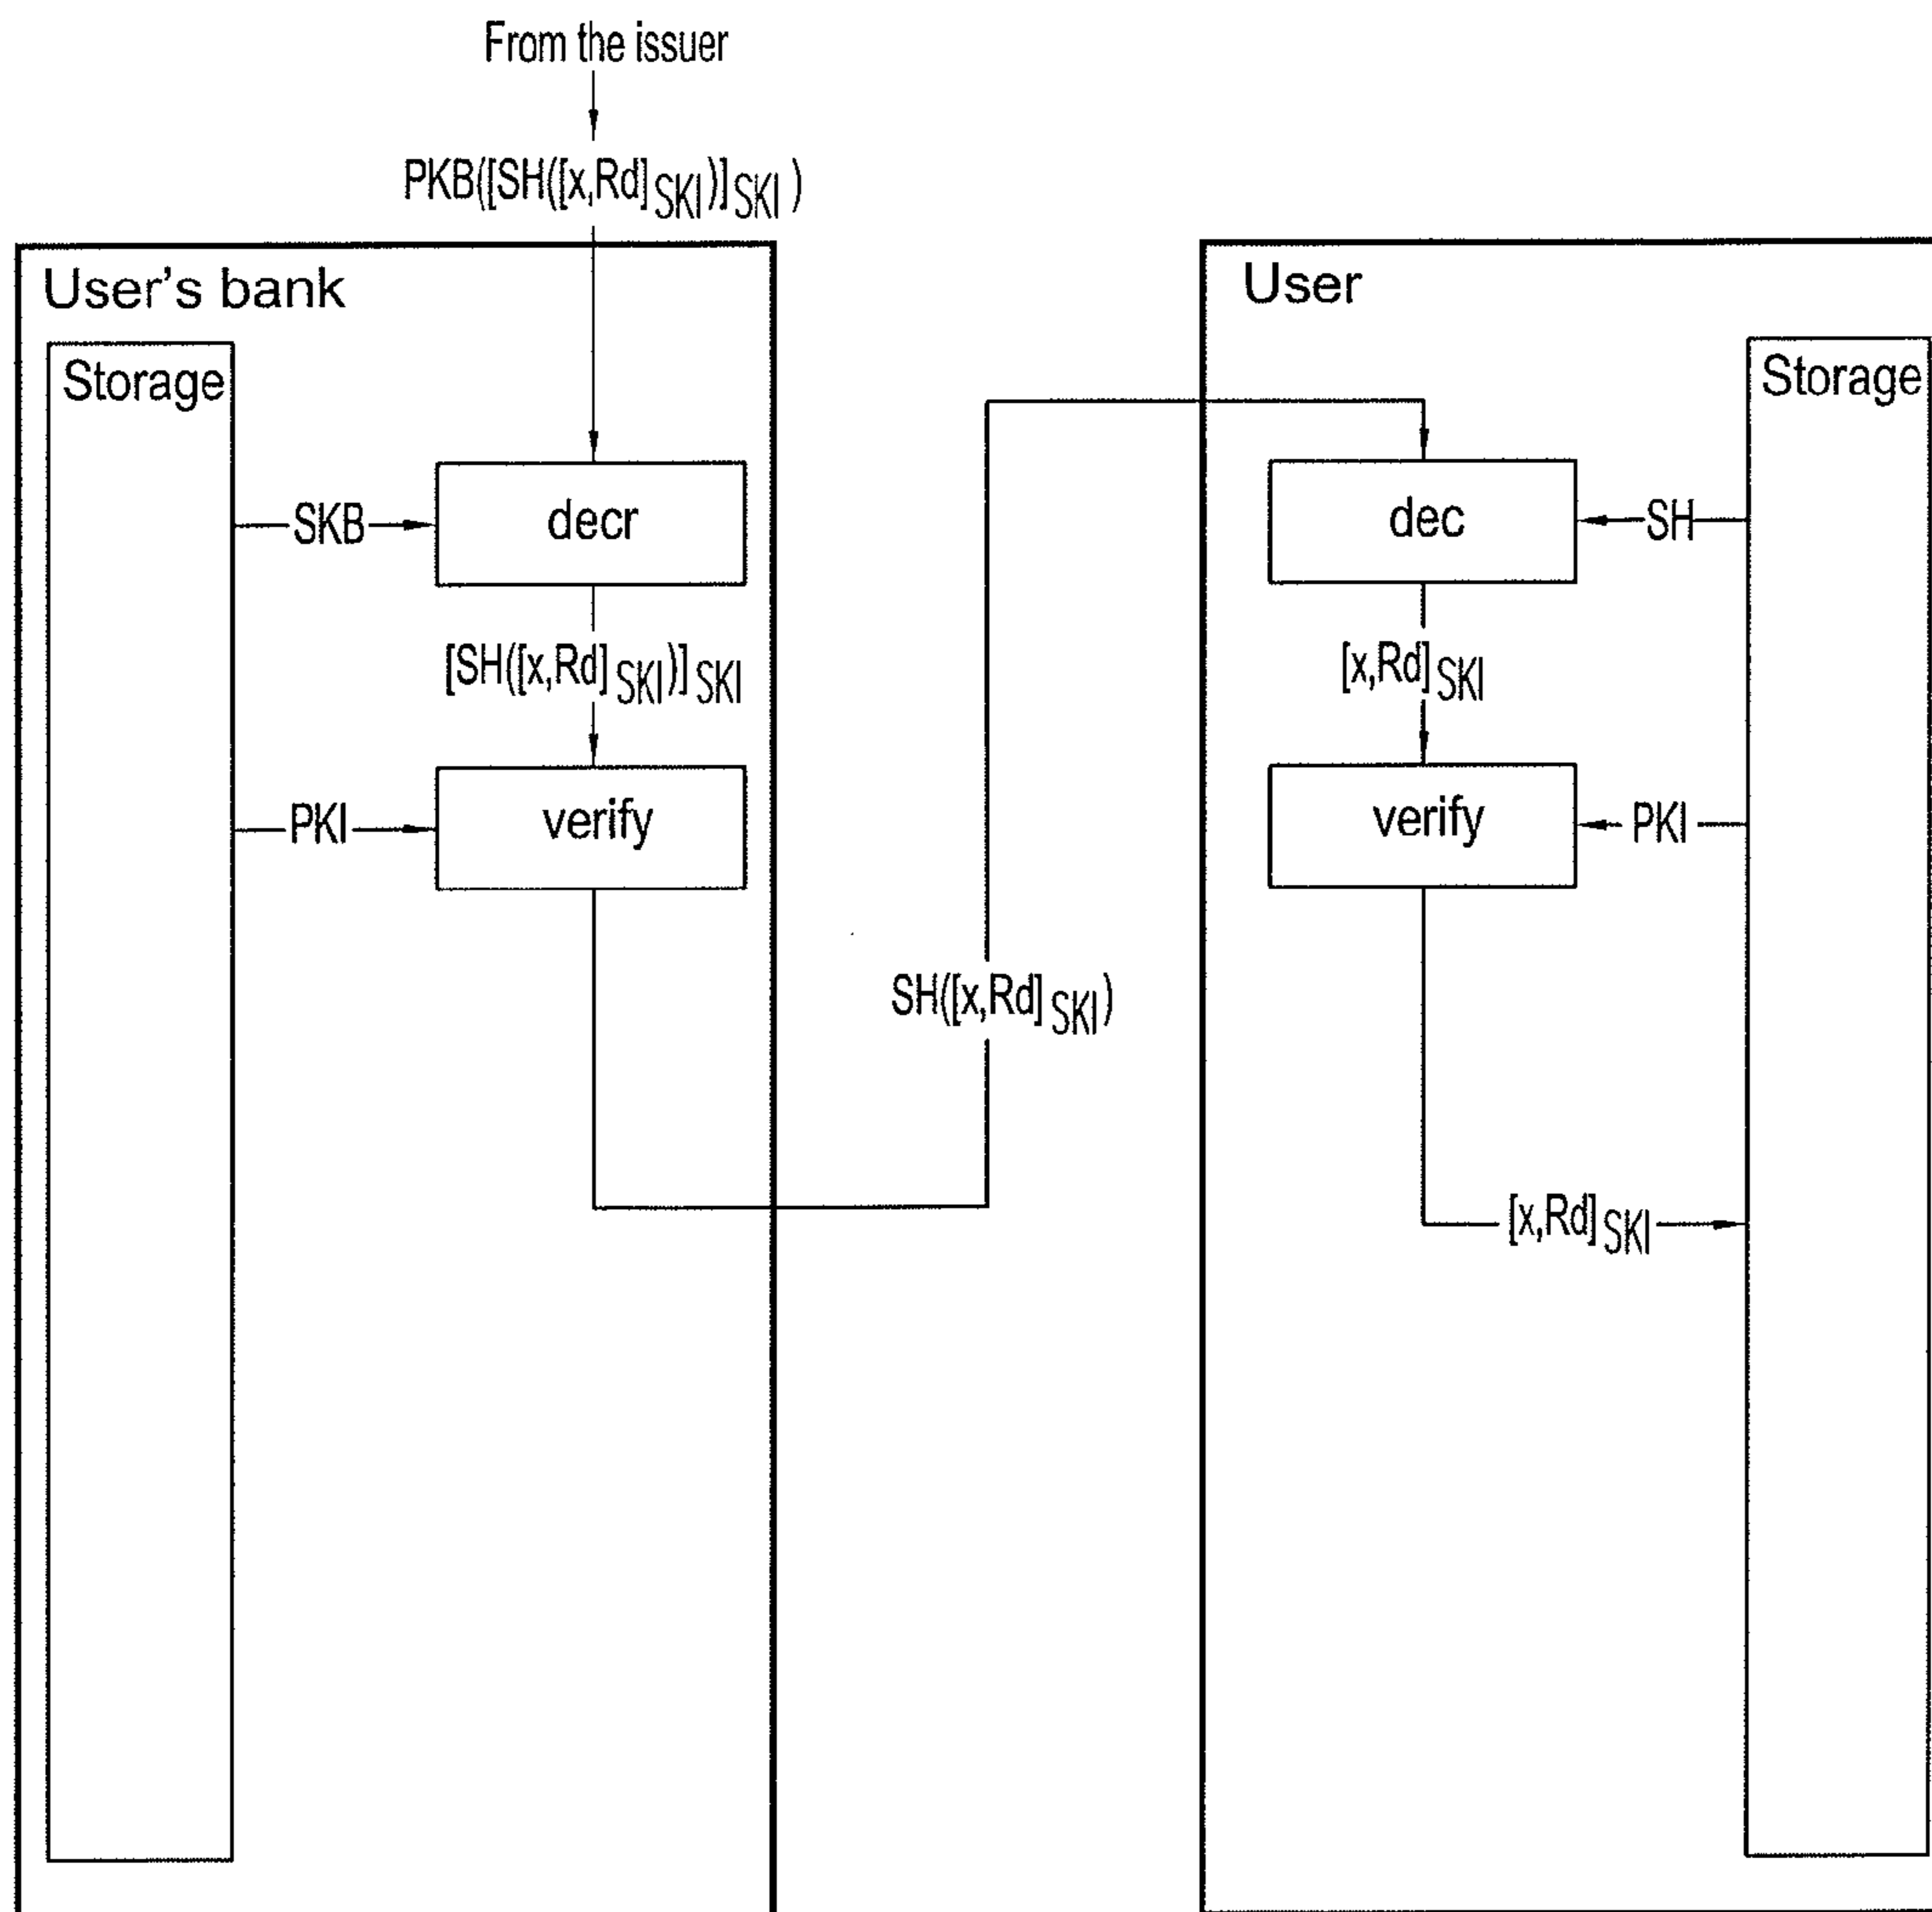 From the issuer
PKB([SH([x,Rd]SKI)]SKI)
User's bank
Storage
SKB
decr
[SH([x,Rd]SKI)]SKI
PKI
verify
SH([x,Rd]SKI)
User
Storage
dec
SH
[x,Rd]SKI
verify
PKI
[x,Rd]SKI